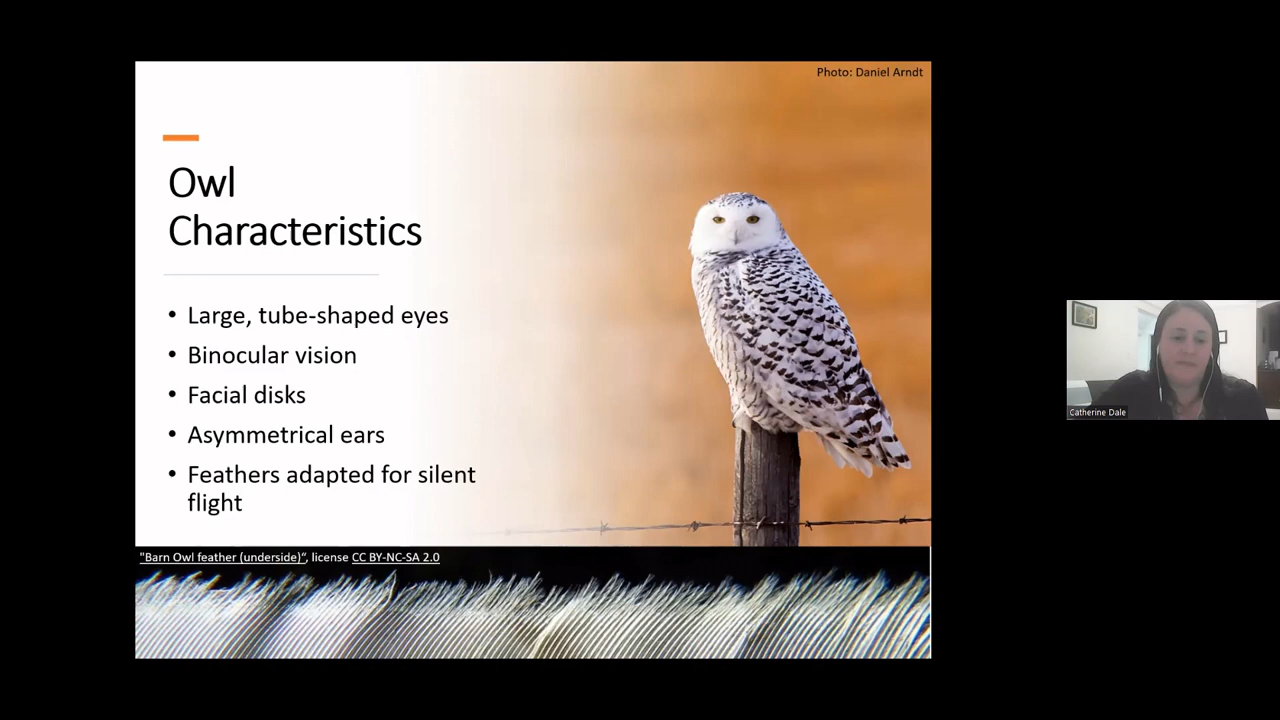 Photo: Daniel Arndt
Owl
Characteristics
• Large, tube-shaped eyes
• Binocular vision
• Facial disks
• Asymmetrical ears
• Feathers adapted for silent
flight
"Barn Owl feather (underside)“, license CC BY-NC-SA 2.0
Catherine Dale